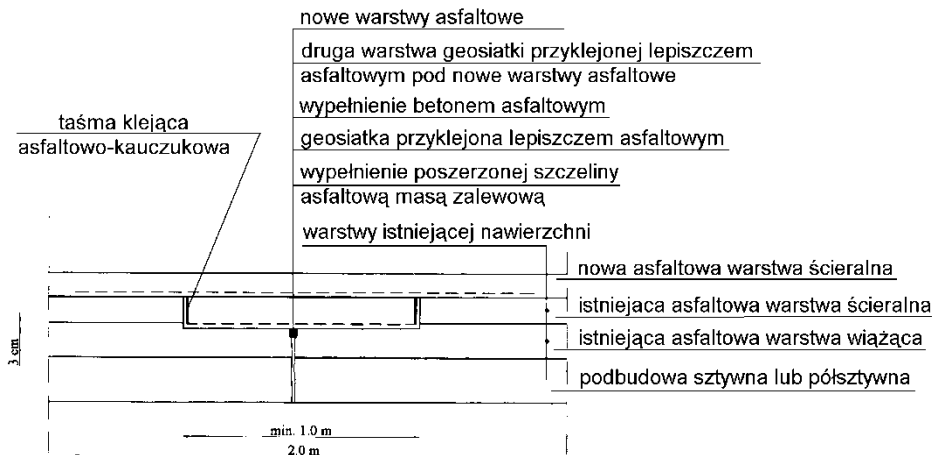 nowe warstwy asfaltowe
druga warstwa geosiatki przyklejonej lepiszczem
asfaltowym pod nowe warstwy asfaltowe
wypełnienie betonem asfaltowym
taśma klejąca
asfaltowo-kauczukowa
geosiatka przyklejona lepiszczem asfaltowym
wypełnienie poszerzonej szczeliny
asfaltową masą zalewową
warstwy istniejącej nawierzchni
nowa asfaltowa warstwa ścieralna
istniejaca asfaltowa warstwa ścieralna
istniejąca asfaltowa warstwa wiążąca
podbudowa sztywna lub półsztywna
3 cm
min. 1.0 m
2.0 m